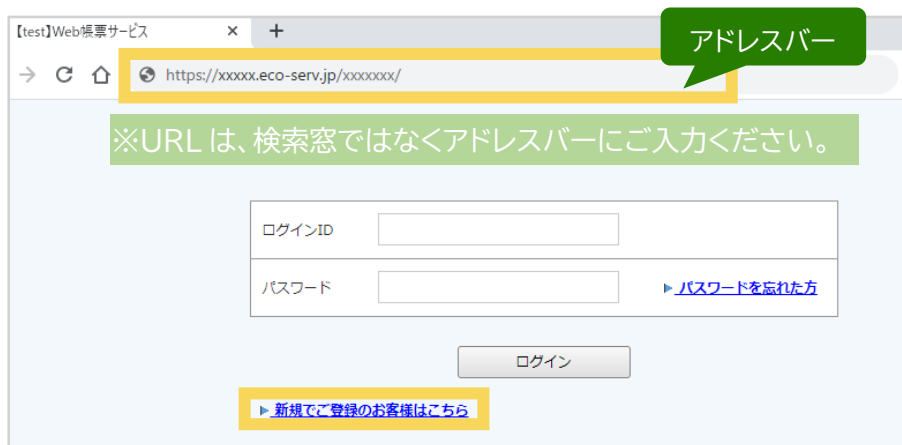 【test】Web帳票サービス
アドレスバー
https://xxxxx.eco-serv.jp/xxxxxxx/
※URL は、検索窓ではなくアドレスバーにご入力ください。
ログインID
パスワード
パスワードを忘れた方
ログイン
新規でご登録のお客様はこちら